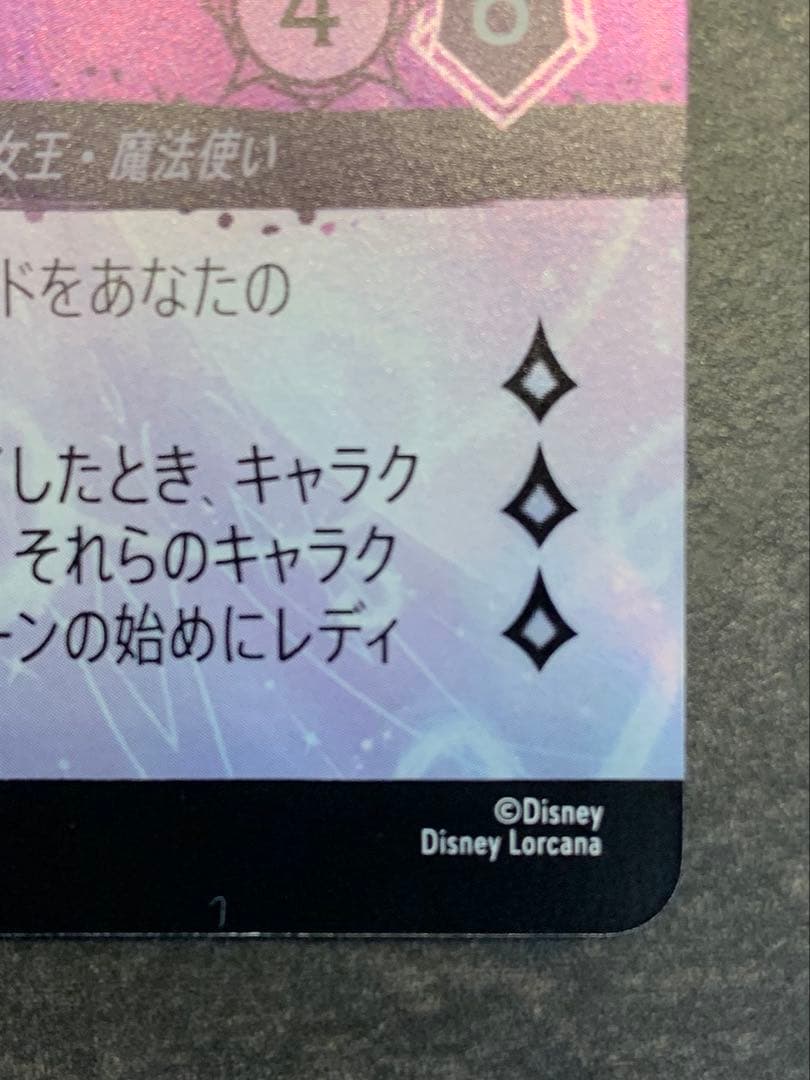 4 6
女王・魔法使い
ドをあなたの
したとき、キャラク
それらのキャラク
ーンの始めにレディ
©Disney
Disney Lorcana